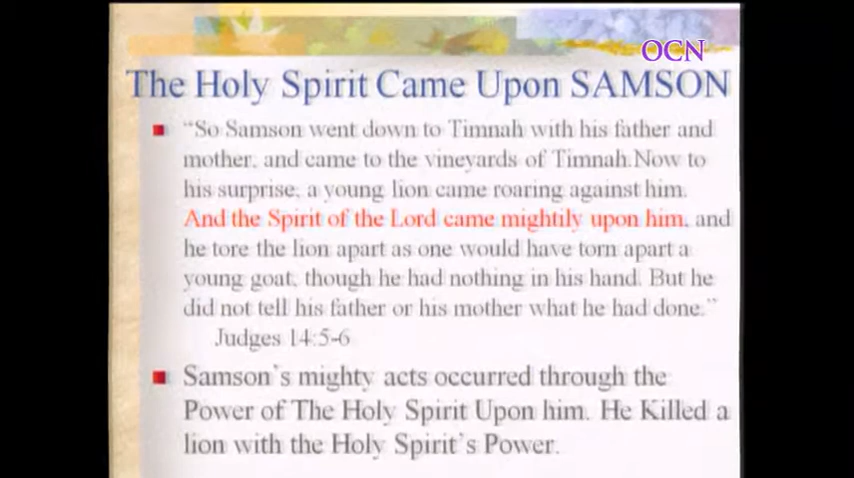 OCN
The Holy Spirit Came Upon SAMSON
"So Samson went down to Timnah with his father and
mother, and came to the vineyards of Timnah.Now to
his surprise, a young lion came roaring against him.
And the Spirit of the Lord came mightily upon him, and
he tore the lion apart as one would have torn apart a
young goat, though he had nothing in his hand. But he
did not tell his father or his mother what he had done."
Judges 14:5-6
Samson's mighty acts occurred through the
Power of The Holy Spirit Upon him. He Killed a
lion with the Holy Spirit's Power.